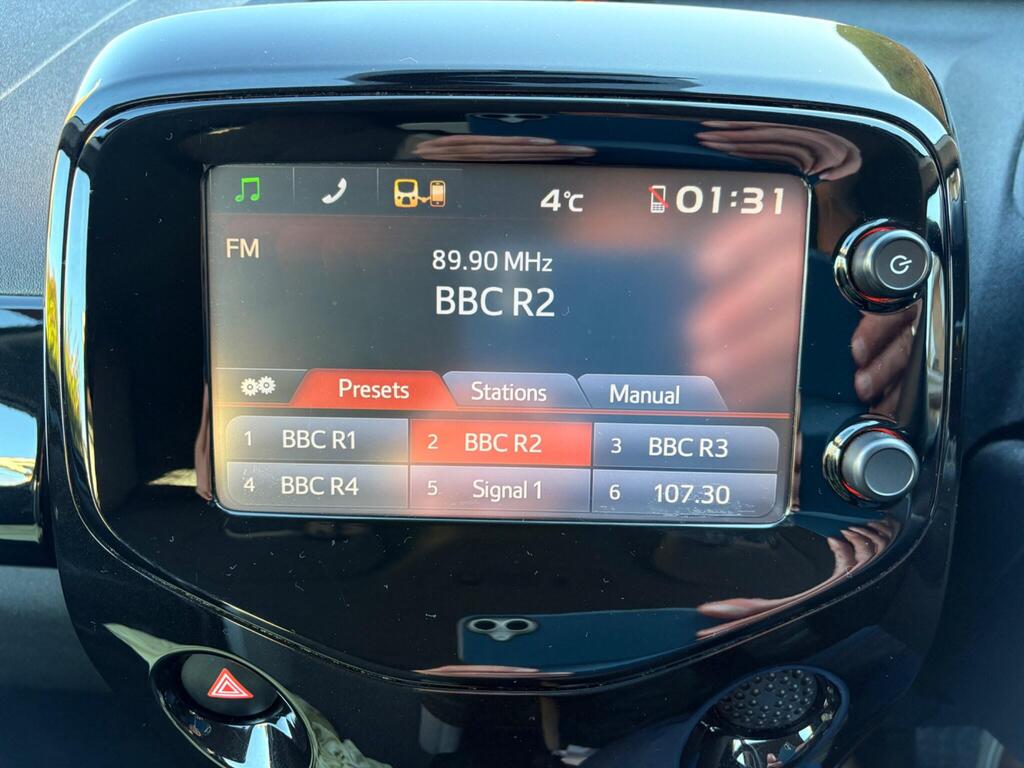 4°C 01:31
FM
89.90 MHz
BBC R2
Presets Stations Manual
1 BBC R1 2 BBC R2 3 BBC R3
4 BBC R4 5 Signal 1 6 107.30